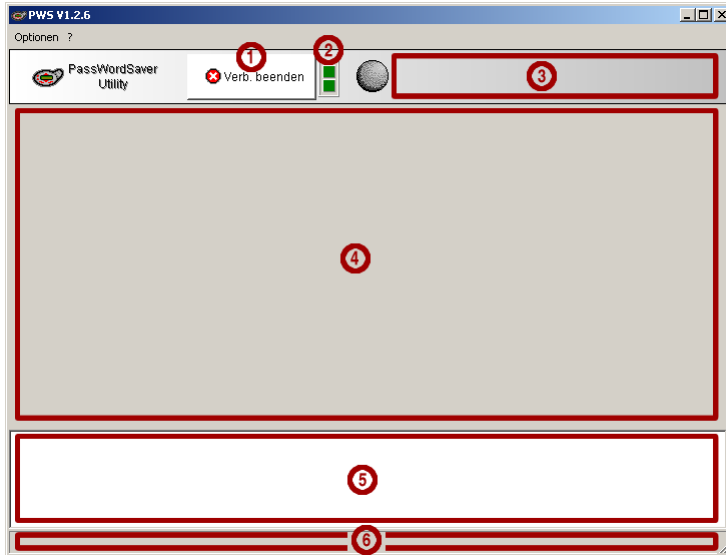 PWS V1.2.6
Optionen ?
1
2
PassWordSaver
Utility
Verb. beenden
3
4
5
6